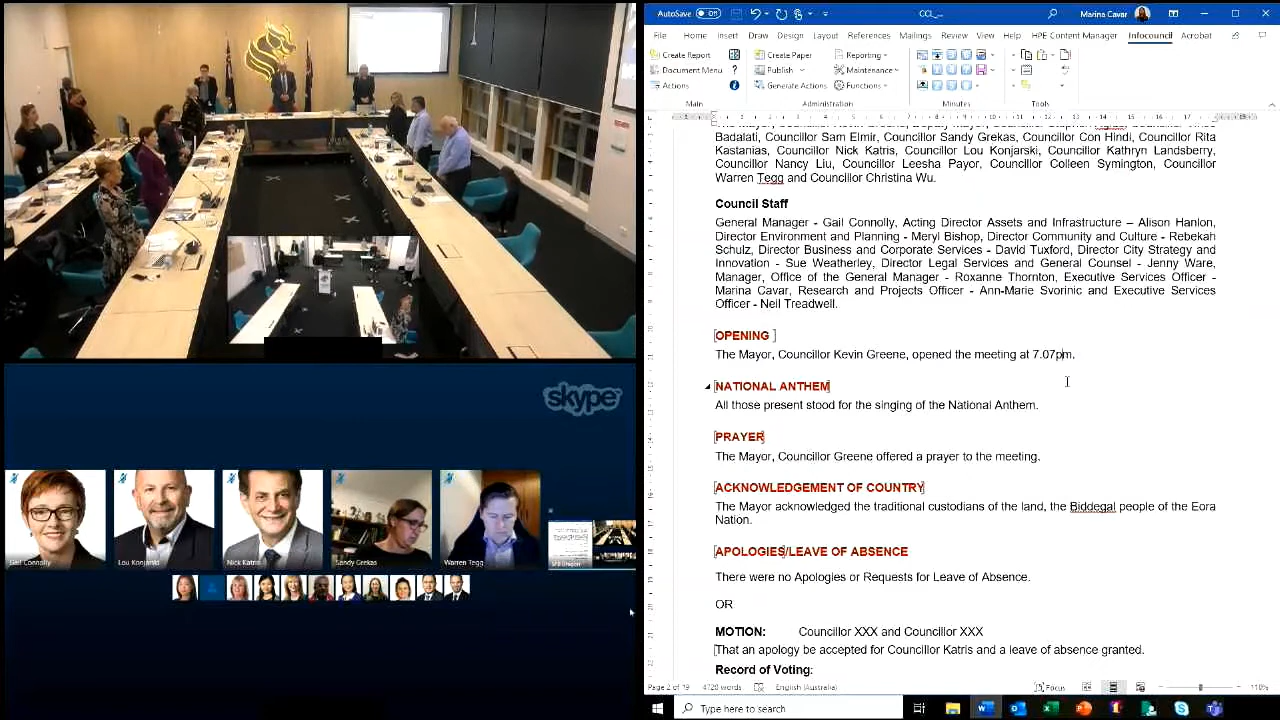 skype
Gail Connolly
Lou Konjarski
Nick Katris
Sandy Grekas
Warren Tegg
SFB Dragon
AutoSave
Off
CCL_...
Marina Cavar
File
Home
Insert
Draw
Design
Layout
References
Mailings
Review
View
Help
HPE Content Manager
Infocouncil
Acrobat
Create Report
Document Menu
Actions
Main
Create Paper
Publish
Generate Actions
Reporting
Maintenance
Functions
Administration
Minutes
Tools
Badalati, Councillor Sam Elmir, Councillor Sandy Grekas, Councillor Con Hindi, Councillor Rita
Kastanias, Councillor Nick Katris, Councillor Lou Konjarski, Councillor Kathryn Landsberry,
Councillor Nancy Liu, Councillor Leesha Payor, Councillor Colleen Symington, Councillor
Warren Tegg and Councillor Christina Wu.
Council Staff
General Manager - Gail Connolly, Acting Director Assets and Infrastructure – Alison Hanlon,
Director Environment and Planning - Meryl Bishop, Director Community and Culture - Rebekah
Schulz, Director Business and Corporate Services - David Tuxford, Director City Strategy and
Innovation - Sue Weatherley, Director Legal Services and General Counsel - Jenny Ware,
Manager, Office of the General Manager - Roxanne Thornton, Executive Services Officer -
Marina Cavar, Research and Projects Officer - Ann-Marie Svorinic and Executive Services
Officer - Neil Treadwell.
OPENING
The Mayor, Councillor Kevin Greene, opened the meeting at 7.07pm.
NATIONAL ANTHEM
All those present stood for the singing of the National Anthem.
PRAYER
The Mayor, Councillor Greene offered a prayer to the meeting.
ACKNOWLEDGEMENT OF COUNTRY
The Mayor acknowledged the traditional custodians of the land, the Biddegal people of the Eora
Nation.
APOLOGIES/LEAVE OF ABSENCE
There were no Apologies or Requests for Leave of Absence.
OR
MOTION: Councillor XXX and Councillor XXX
That an apology be accepted for Councillor Katris and a leave of absence granted.
Record of Voting:
Page 2 of 19
4720 words
English (Australia)
Focus
110%
Type here to search